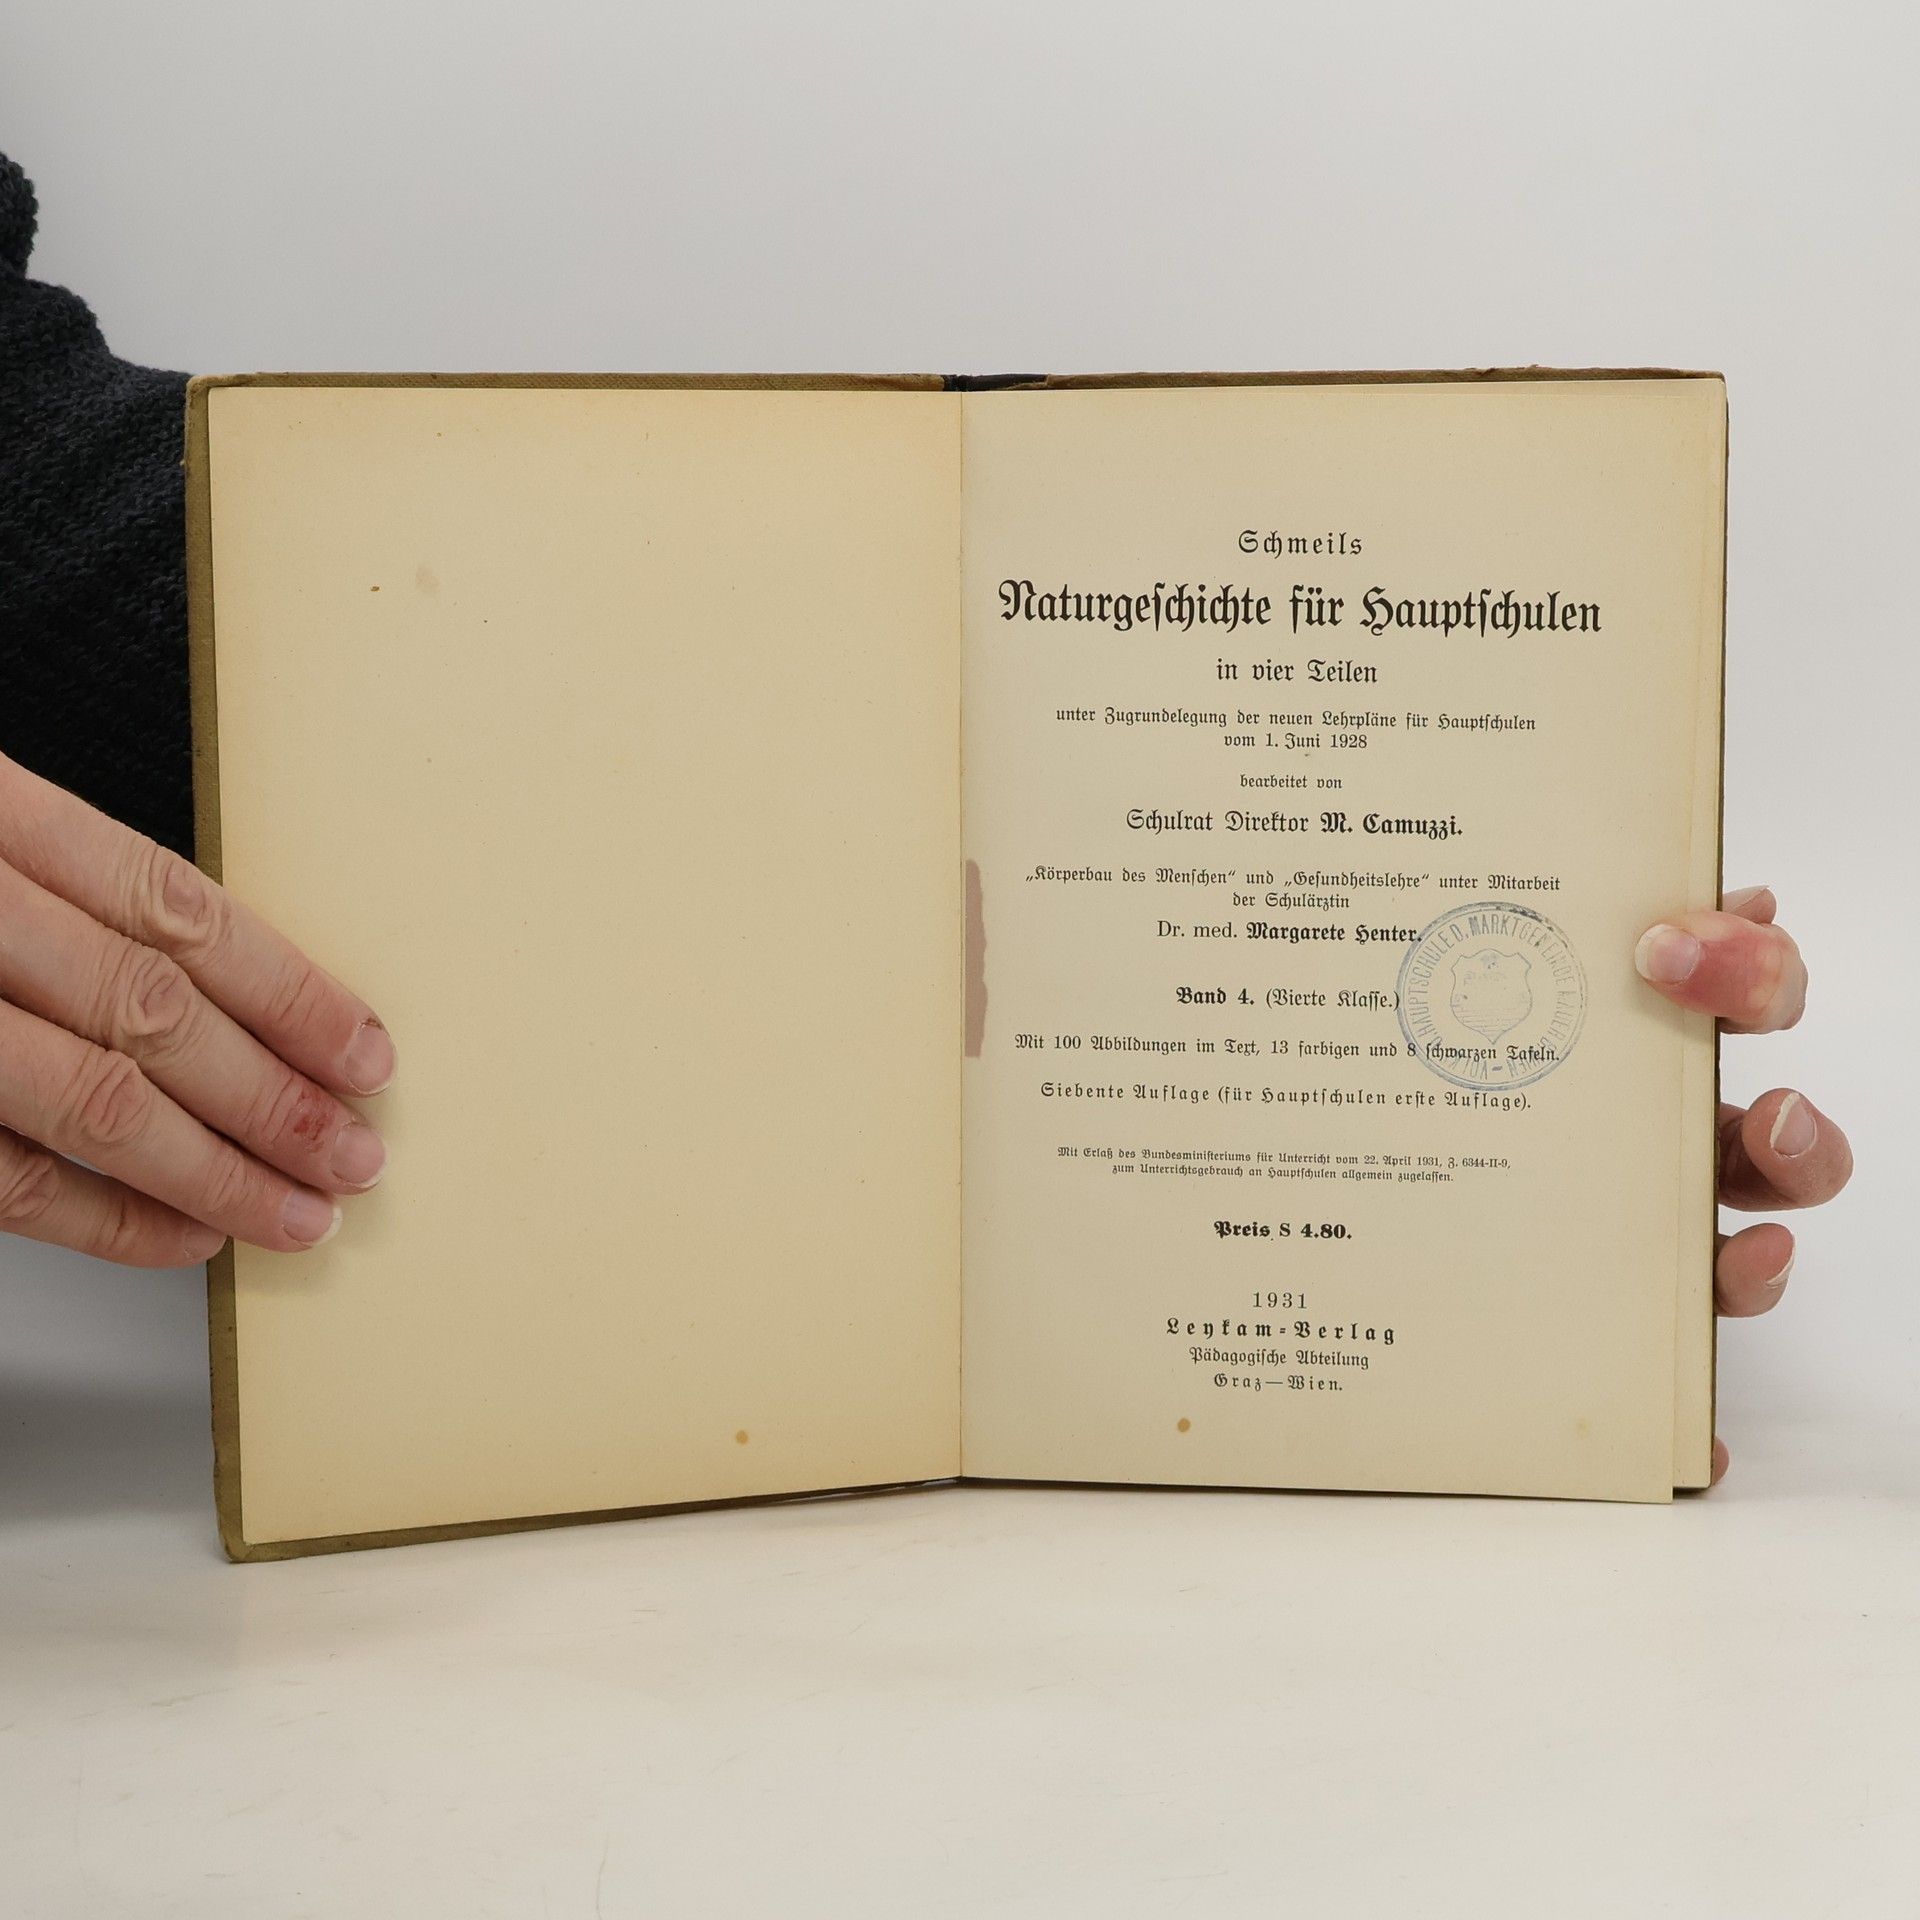 Schmeils
Naturgeschichte für Hauptschulen
in vier Teilen
unter Zugrundelegung der neuen Lehrpläne für Hauptschulen
vom 1. Juni 1928
bearbeitet von
Schulrat Direktor M. Camuzzi.
„Körperbau des Menschen“ und „Gesundheitslehre“ unter Mitarbeit
der Schulärztin
Dr. med. Margarete Henter.
Band 4. (Vierte Klasse.)
Mit 100 Abbildungen im Text, 13 farbigen und 8 schwarzen Tafeln.
Siebente Auflage (für Hauptschulen erste Auflage).
Mit Erlaß des Bundesministeriums für Unterricht vom 22. April 1931, Z. 6344-II-9,
zum Unterrichtsgebrauch an Hauptschulen allgemein zugelassen.
Preis S 4.80.
1931
Leykam-Verlag
Pädagogische Abteilung
Graz—Wien.
VOLK- U. HAUPTSCHULE D. MARKTGEMEINDE